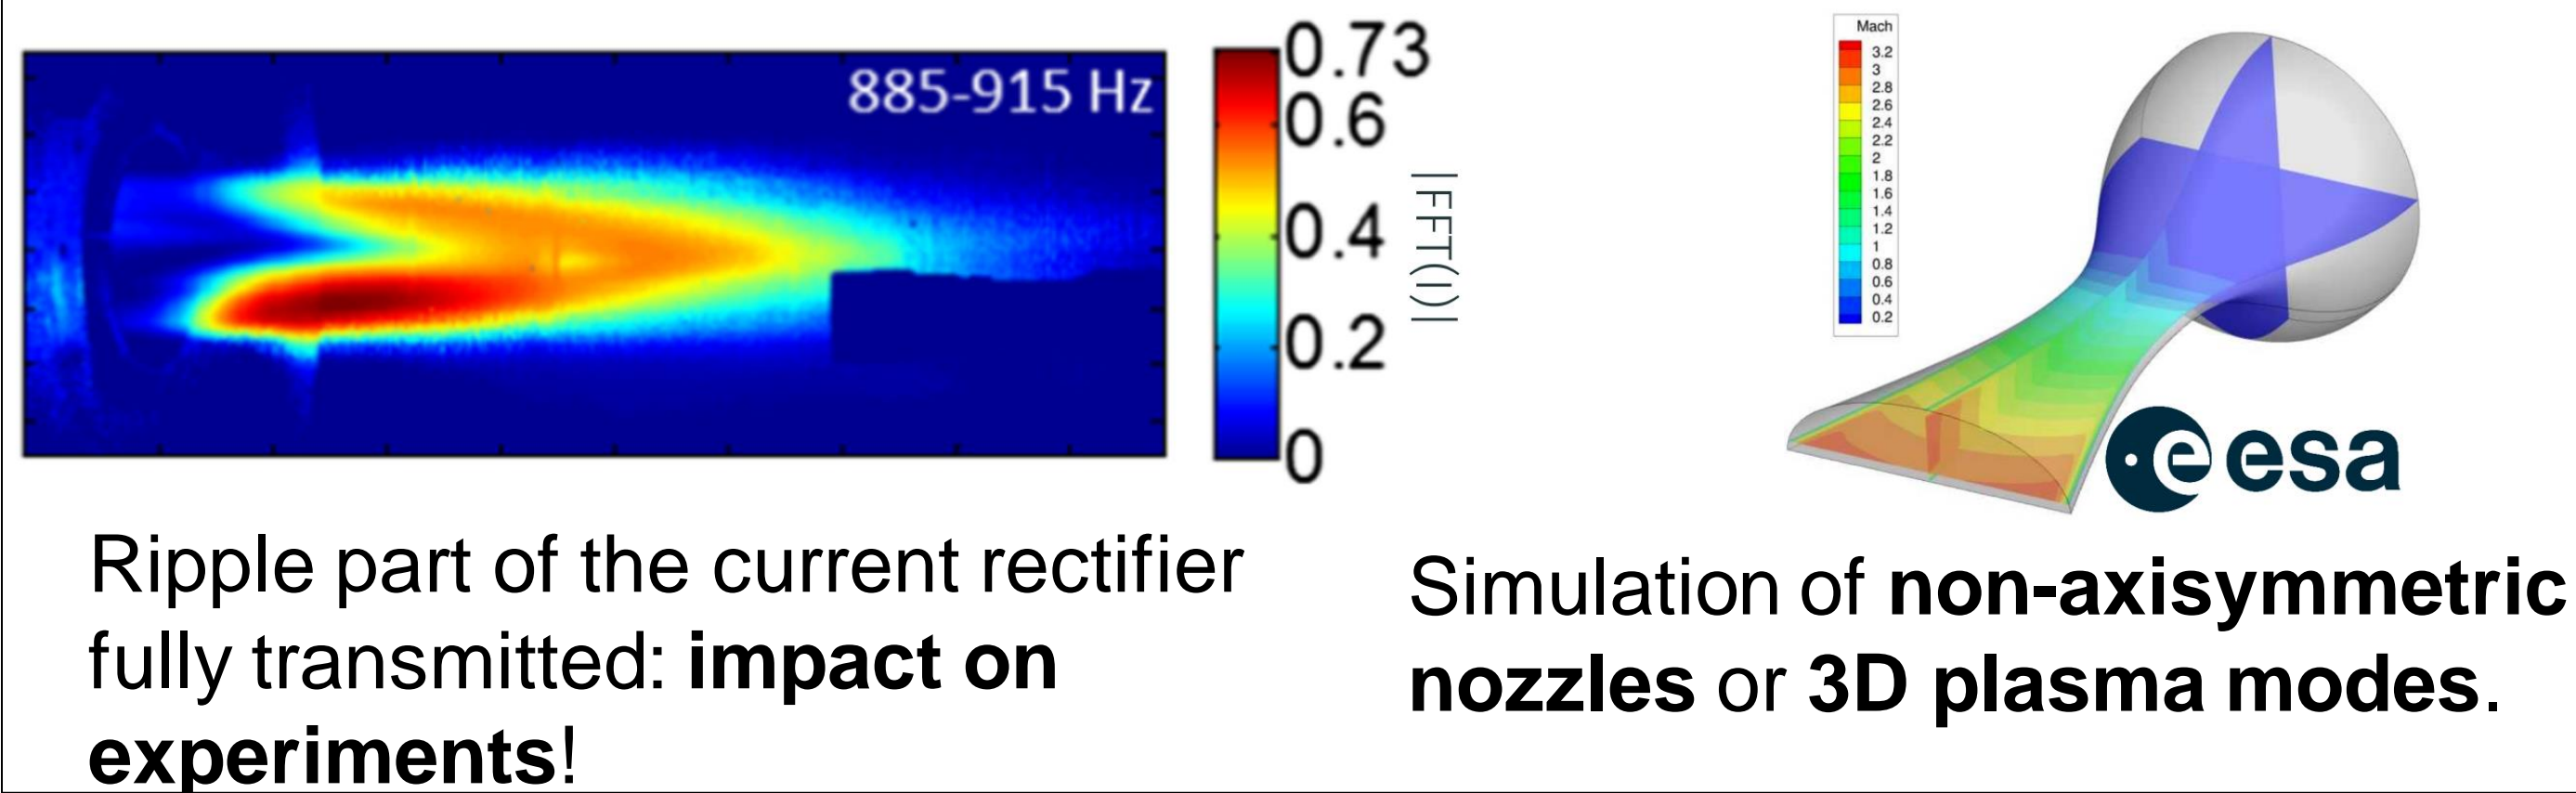 885-915 Hz
0.73
0.6
0.4
0.2
0
|FFT(I)|
Ripple part of the current rectifier
fully transmitted: impact on
experiments!
Mach
3.2
3
2.8
2.6
2.4
2.2
2
1.8
1.6
1.4
1.2
1
0.8
0.6
0.4
0.2
esa
Simulation of non-axisymmetric
nozzles or 3D plasma modes.